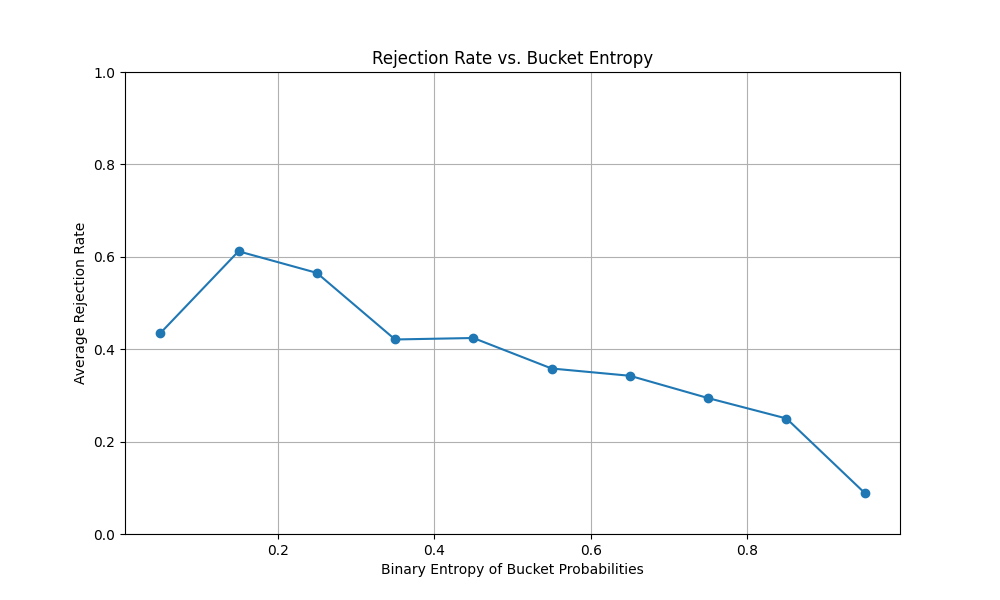 Rejection Rate vs. Bucket Entropy
1.0
0.8
0.6
0.4
0.2
0.0
Average Rejection Rate
0.2 0.4 0.6 0.8
Binary Entropy of Bucket Probabilities